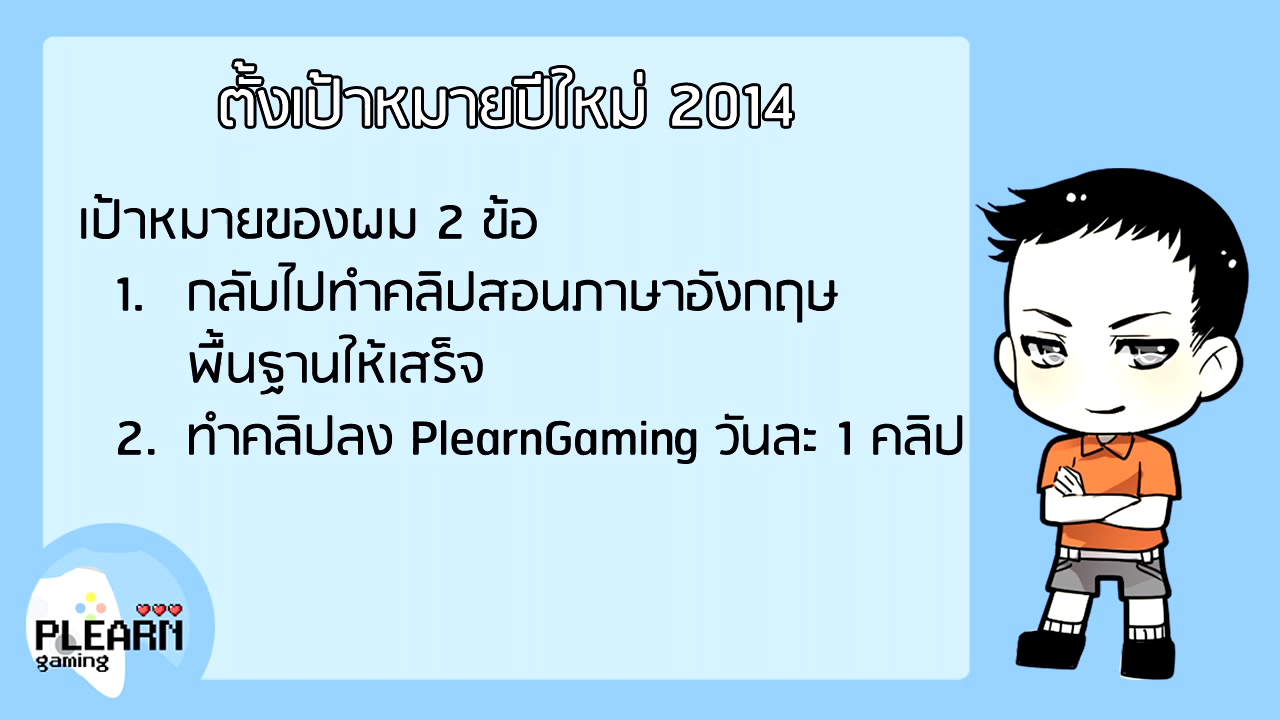 ตั้งเป้าหมายปีใหม่ 2014
เป้าหมายของผม 2 ข้อ
1. กลับไปทำคลิปสอนภาษาอังกฤษ
พื้นฐานให้เสร็จ
2. ทำคลิปลง PlearnGaming วันละ 1 คลิป
PLEARN
gaming